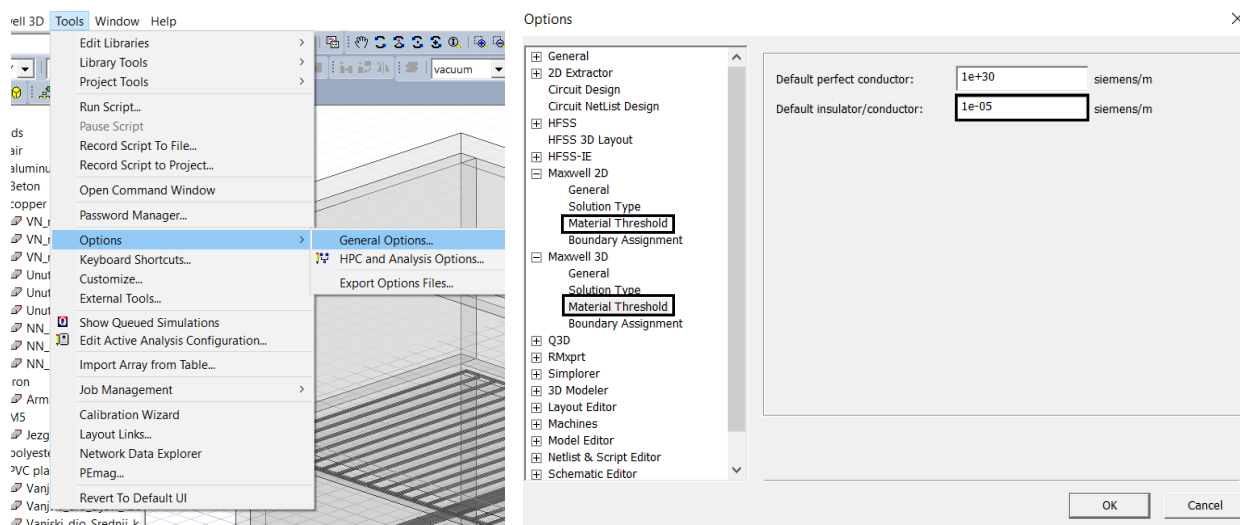 vell 3D Tools Window Help
Edit Libraries
Library Tools
Project Tools
Run Script...
Pause Script
Record Script To File...
Record Script to Project...
Open Command Window
Password Manager...
Options
Keyboard Shortcuts...
Customize...
External Tools...
Show Queued Simulations
Edit Active Analysis Configuration...
Import Array from Table...
Job Management
Calibration Wizard
Layout Links...
Network Data Explorer
PEmag...
Revert To Default UI
General Options...
HPC and Analysis Options...
Export Options Files...
vacuum
ds
air
aluminu
Beton
copper
VN_r
VN_r
VN_r
Unut
Unut
Unut
NN_
NN_
NN_
ron
Arm
M5
Jezg
polyeste
PVC pla
Vanj
Vanj
Vanjski_dio_Srednji_k
Options
General
2D Extractor
Circuit Design
Circuit NetList Design
HFSS
HFSS 3D Layout
HFSS-IE
Maxwell 2D
General
Solution Type
Material Threshold
Boundary Assignment
Maxwell 3D
General
Solution Type
Material Threshold
Boundary Assignment
Q3D
RMxprt
Simplorer
3D Modeler
Layout Editor
Machines
Model Editor
Netlist & Script Editor
Schematic Editor
Default perfect conductor: 1e+30 siemens/m
Default insulator/conductor: 1e-05 siemens/m
OK Cancel